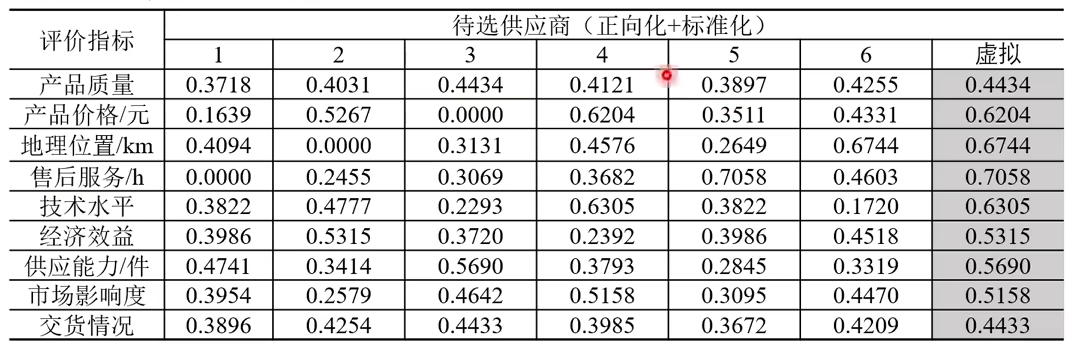 评价指标 待选供应商（正向化+标准化）
1 2 3 4 5 6 虚拟
产品质量 0.3718 0.4031 0.4434 0.4121 0.3897 0.4255 0.4434
产品价格/元 0.1639 0.5267 0.0000 0.6204 0.3511 0.4331 0.6204
地理位置/km 0.4094 0.0000 0.3131 0.4576 0.2649 0.6744 0.6744
售后服务/h 0.0000 0.2455 0.3069 0.3682 0.7058 0.4603 0.7058
技术水平 0.3822 0.4777 0.2293 0.6305 0.3822 0.1720 0.6305
经济效益 0.3986 0.5315 0.3720 0.2392 0.3986 0.4518 0.5315
供应能力/件 0.4741 0.3414 0.5690 0.3793 0.2845 0.3319 0.5690
市场影响度 0.3954 0.2579 0.4642 0.5158 0.3095 0.4470 0.5158
交货情况 0.3896 0.4254 0.4433 0.3985 0.3672 0.4209 0.4433